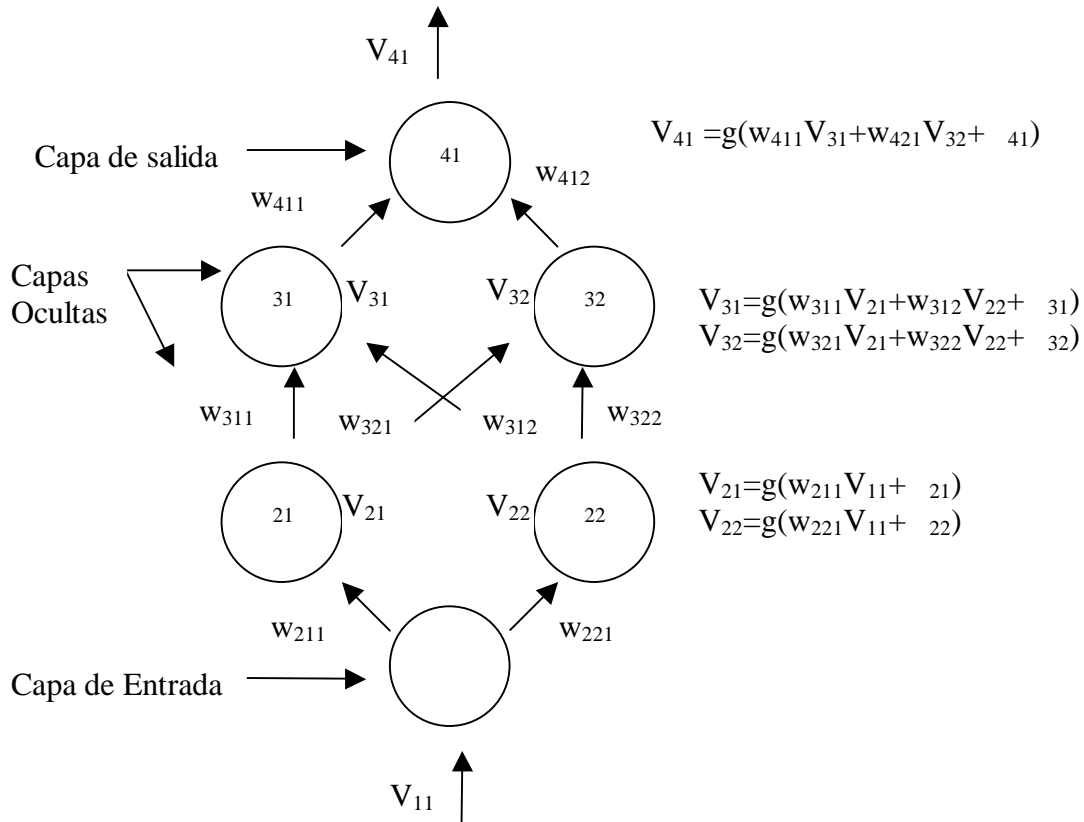 V₄₁
V₄₁ =g(w₄₁₁V₃₁+w₄₂₁V₃₂+ ₄₁)
41
Capa de salida
w₄₁₂
w₄₁₁
Capas
Ocultas
31
V₃₁
V₃₂
32
V₃₁=g(w₃₁₁V₂₁+w₃₁₂V₂₂+ ₃₁)
V₃₂=g(w₃₂₁V₂₁+w₃₂₂V₂₂+ ₃₂)
w₃₁₁
w₃₂₁
w₃₁₂
w₃₂₂
21
V₂₁
V₂₂
22
V₂₁=g(w₂₁₁V₁₁+ ₂₁)
V₂₂=g(w₂₂₁V₁₁+ ₂₂)
w₂₁₁
w₂₂₁
Capa de Entrada
V₁₁